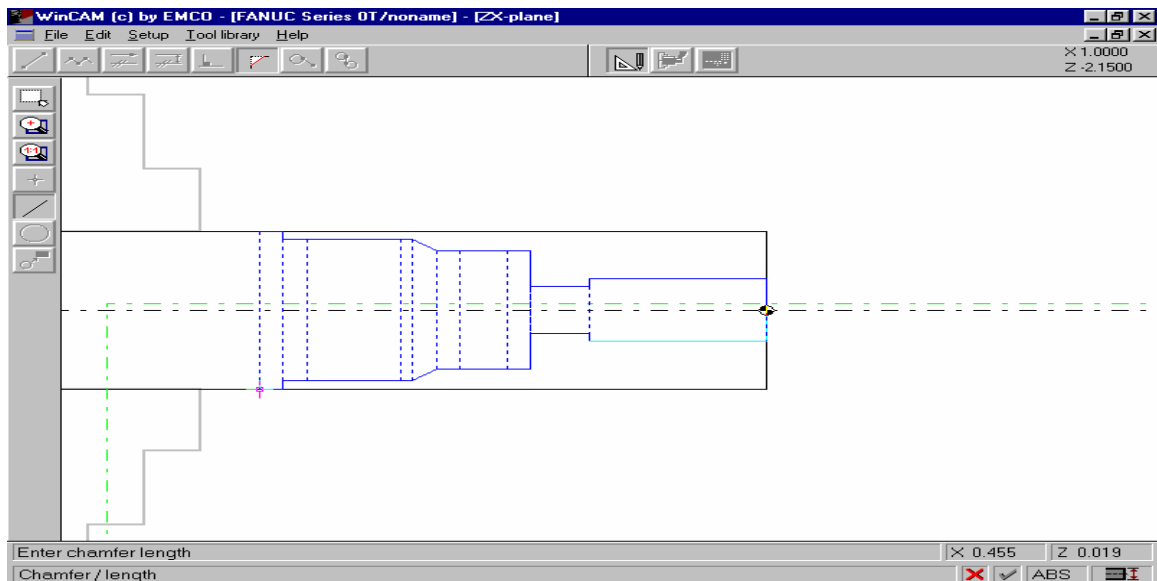 WinCAM (c) by EMCO - [FANUC Series 0T/noname] - [ZX-plane]
File Edit Setup Tool library Help
X 1.0000
Z -2.1500
Enter chamfer length X 0.455 Z 0.019
Chamfer / length ABS